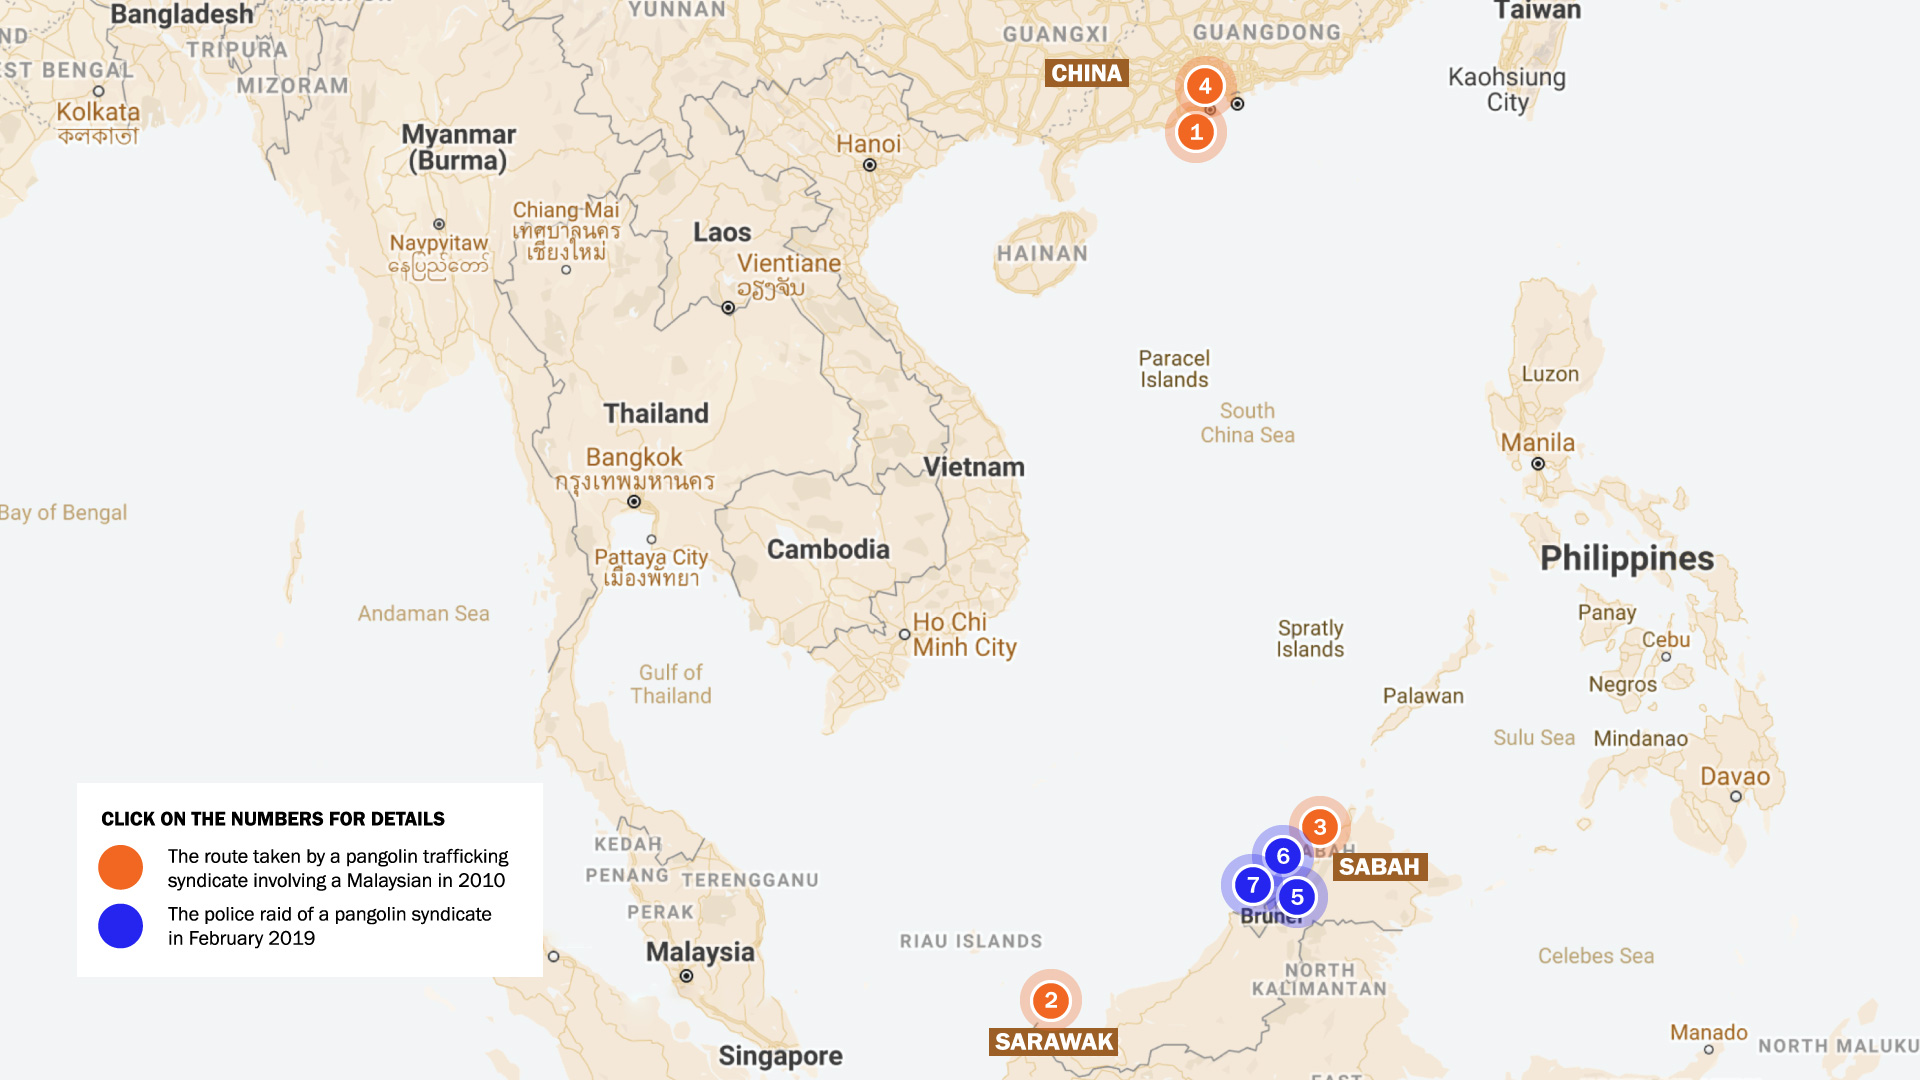 Bangladesh
YUNNAN
Taiwan
TRIPURA
GUANGXI
GUANGDONG
ST BENGAL
MIZORAM
CHINA
4
Kaohsiung
City
Kolkata
কলকাতা
1
Myanmar
(Burma)
Hanoi
Chiang Mai
เทศบาลนคร
เชียงใหม่
Laos
Naypyitaw
နေပြည်တော်
Vientiane
ວຽງຈັນ
HAINAN
Paracel
Islands
Luzon
South
China Sea
Thailand
Manila
Bangkok
กรุงเทพมหานคร
Vietnam
Bay of Bengal
Cambodia
Pattaya City
เมืองพัทยา
Philippines
Andaman Sea
Panay
Ho Chi
Minh City
Spratly
Islands
Cebu
Gulf of
Thailand
Negros
Palawan
Sulu Sea
Mindanao
Davao
CLICK ON THE NUMBERS FOR DETAILS
The route taken by a pangolin trafficking
syndicate involving a Malaysian in 2010
The police raid of a pangolin syndicate
in February 2019
3
6
SABAH
7
5
Brunei
KEDAH
PENANG
TERENGGANU
PERAK
Malaysia
RIAU ISLANDS
Celebes Sea
NORTH
KALIMANTAN
2
SARAWAK
Manado
NORTH MALUKU
Singapore
EAST